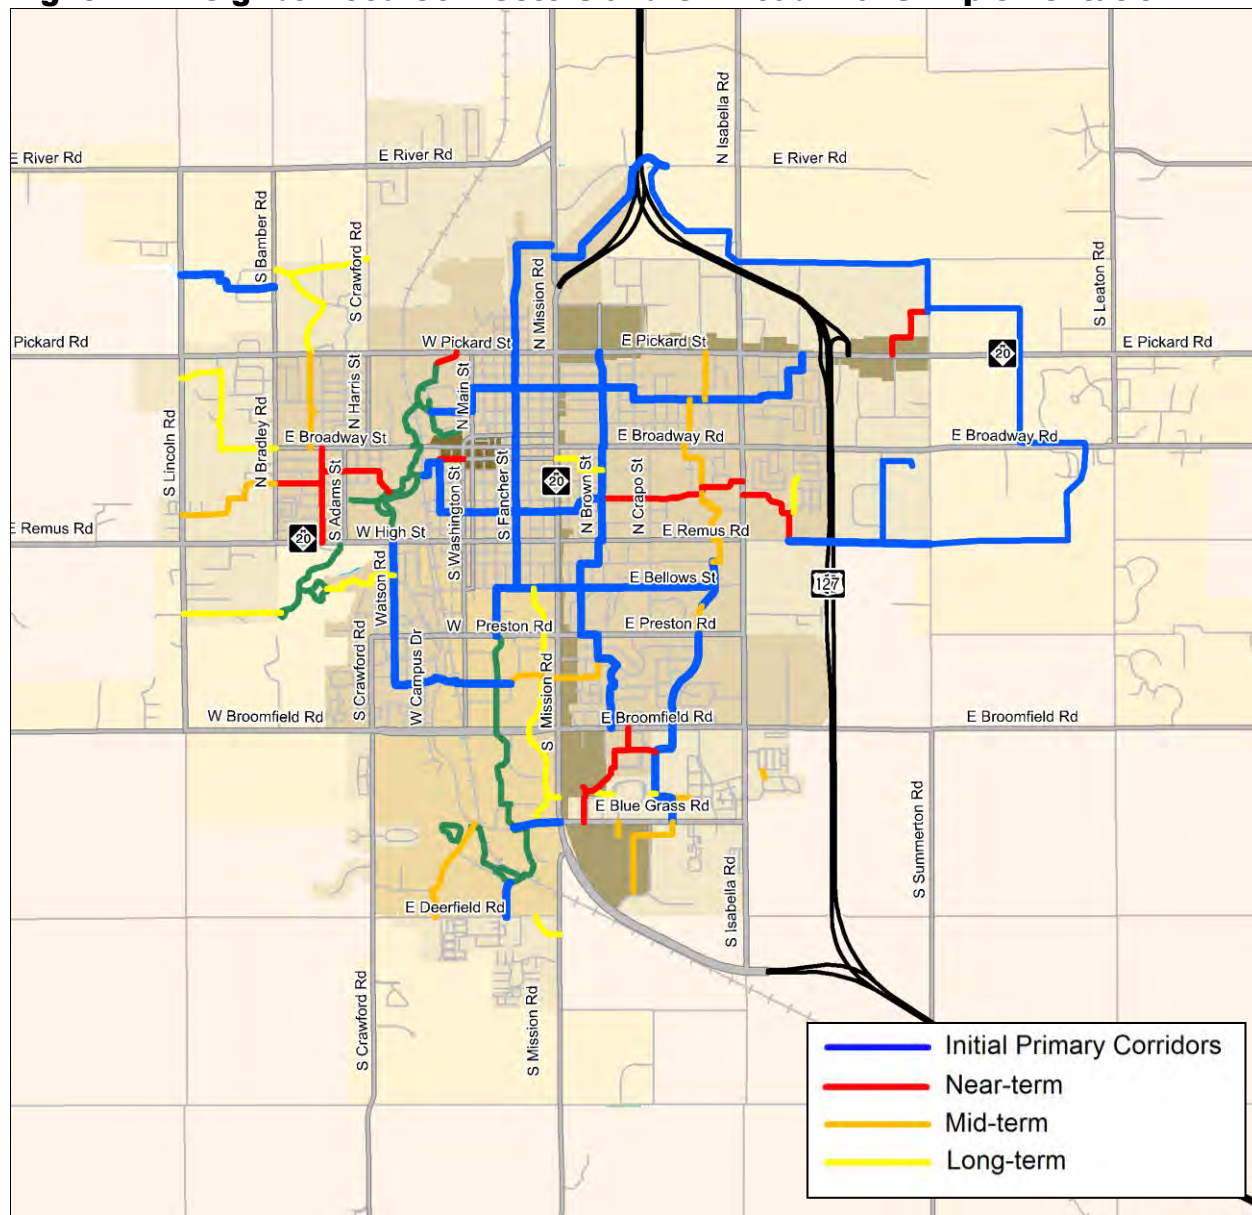 E River Rd
E River Rd
E River Rd
N Isabella Rd
S Bamber Rd
S Crawford Rd
N Mission Rd
S Leaton Rd
Pickard Rd
W Pickard St
E Pickard St
E Pickard Rd
20
N Harris St
N Main St
S Lincoln Rd
N Bradley Rd
E Broadway St
E Broadway Rd
E Broadway Rd
S Adams St
S Washington St
S Fancher St
20
N Brown St
N Crapo St
E Remus Rd
20
W High St
E Remus Rd
Watson Rd
E Bellows St
127
S Crawford Rd
W Campus Dr
W Preston Rd
E Preston Rd
S Mission Rd
W Broomfield Rd
E Broomfield Rd
E Broomfield Rd
E Blue Grass Rd
S Summerton Rd
S Isabella Rd
E Deerfield Rd
S Crawford Rd
S Mission Rd
Initial Primary Corridors
Near-term
Mid-term
Long-term